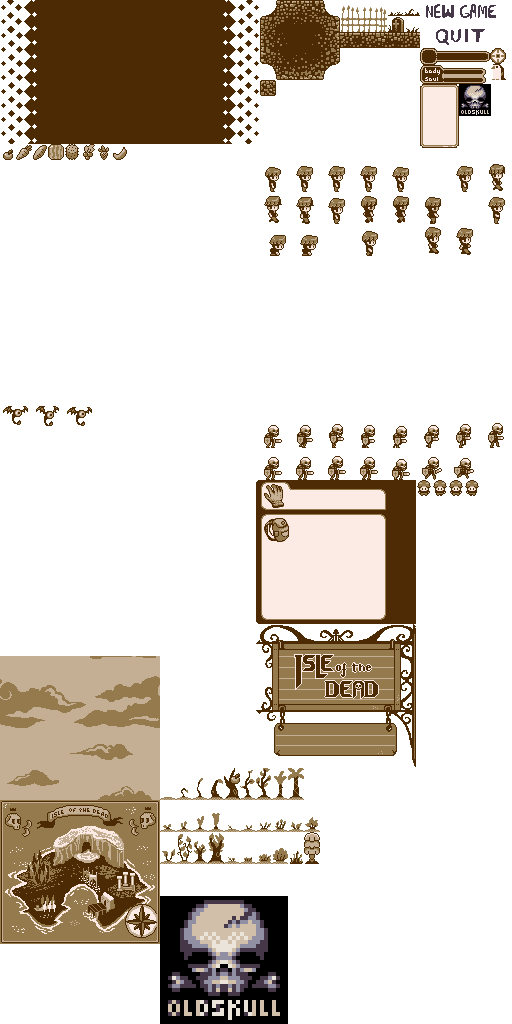 NEW GAME
QUIT
body
soul
OLDSKULL
ISLE of the
DEAD
ISLE OF THE DEAD
OLDSKULL